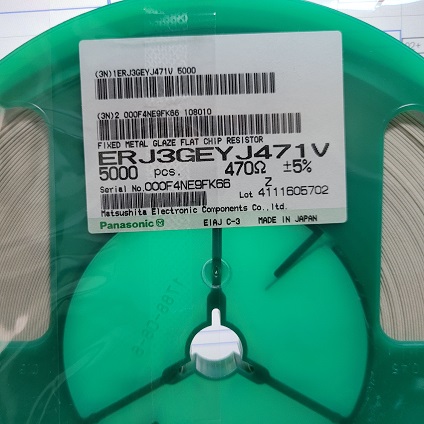 (3N)1ERJ3GEYJ471V 5000
(3N)2 000F4NE9FK66 108010
FIXED METAL GLAZE FLAT CHIP RESISTOR
ERJ3GEYJ471V
5000 pcs. 470Ω ±5%
Serial No.000F4NE9FK66 Z
Lot 4111605702
Matsushita Electronic Components Co.,ltd.
Panasonic EIAJ C-3 MADE IN JAPAN